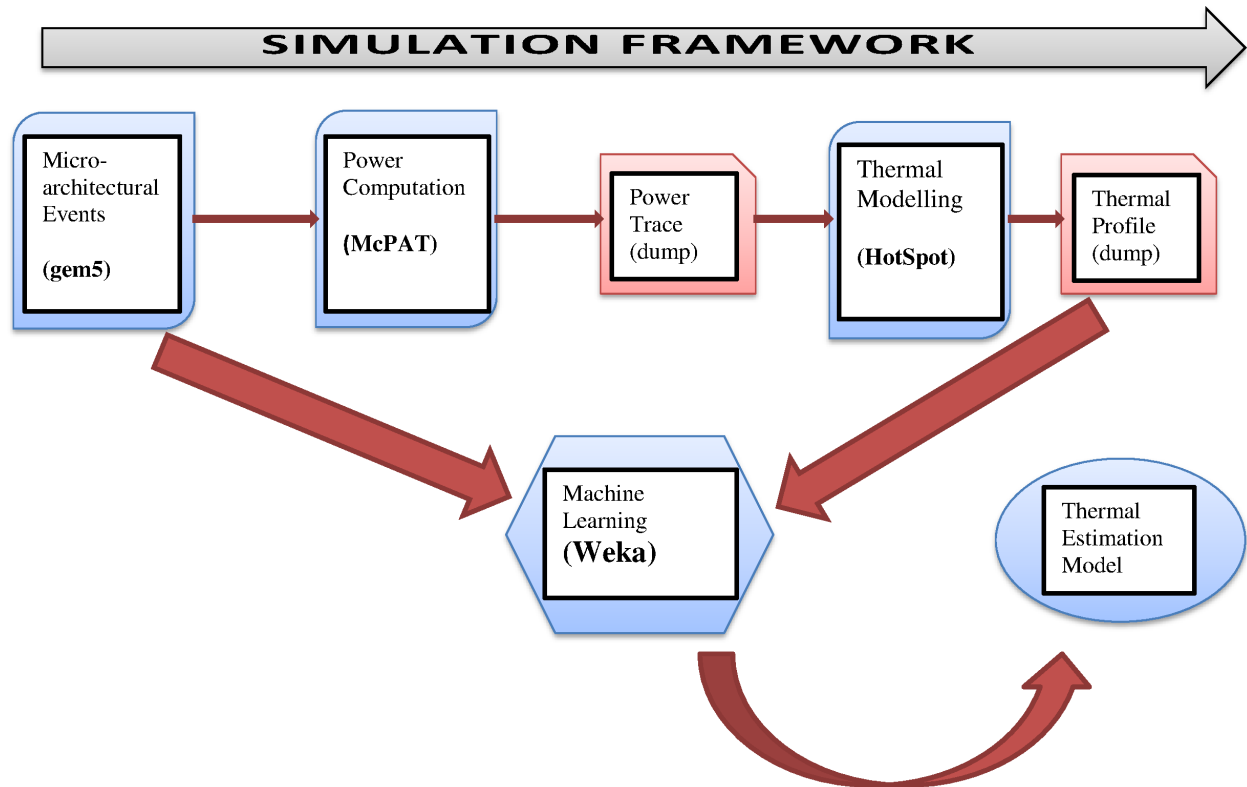 SIMULATION FRAMEWORK
Micro-
architectural
Events
(gem5)
Power
Computation
(McPAT)
Power
Trace
(dump)
Thermal
Modelling
(HotSpot)
Thermal
Profile
(dump)
Machine
Learning
(Weka)
Thermal
Estimation
Model